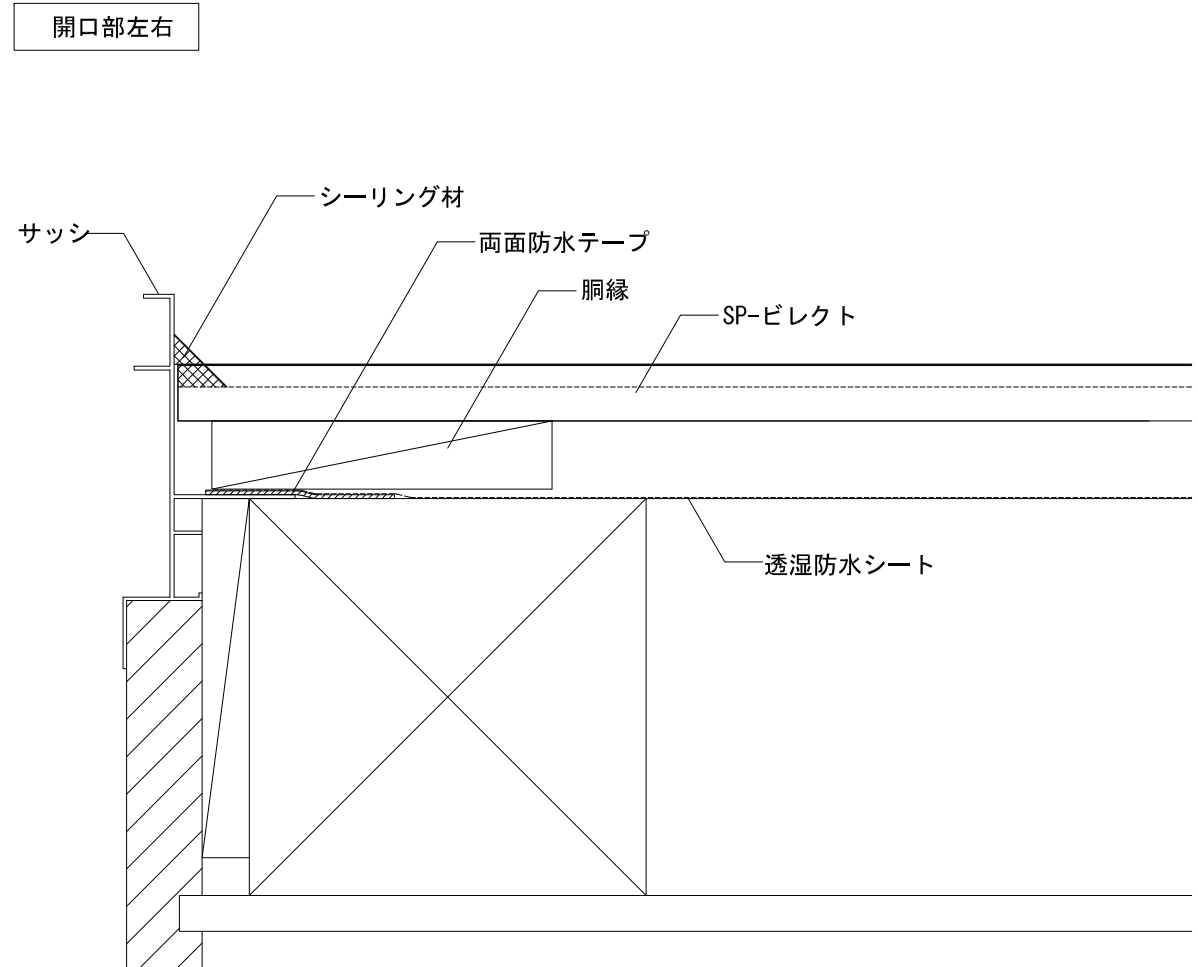 開口部左右
シーリング材
サッシ
両面防水テープ
胴縁
SP-ビレクト
透湿防水シート